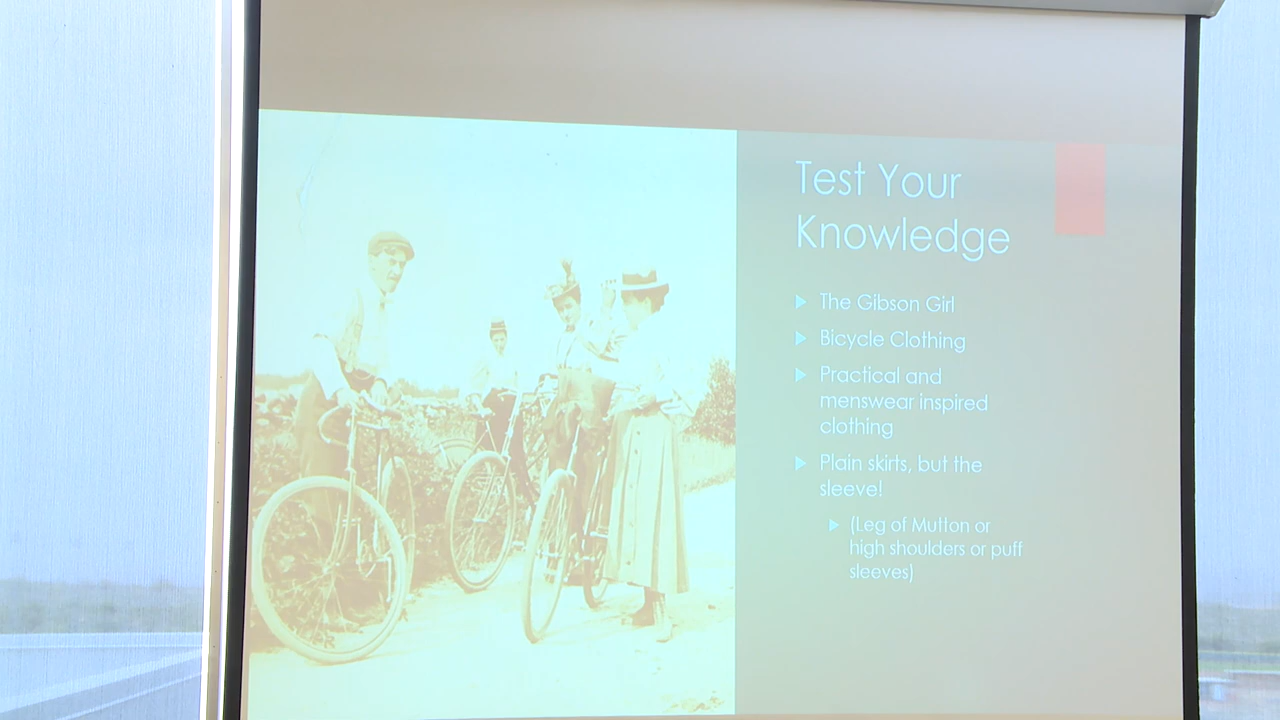 Test Your
Knowledge
The Gibson Girl
Bicycle Clothing
Practical and
menswear inspired
clothing
Plain skirts, but the
sleeve!
(Leg of Mutton or
high shoulders or puff
sleeves)